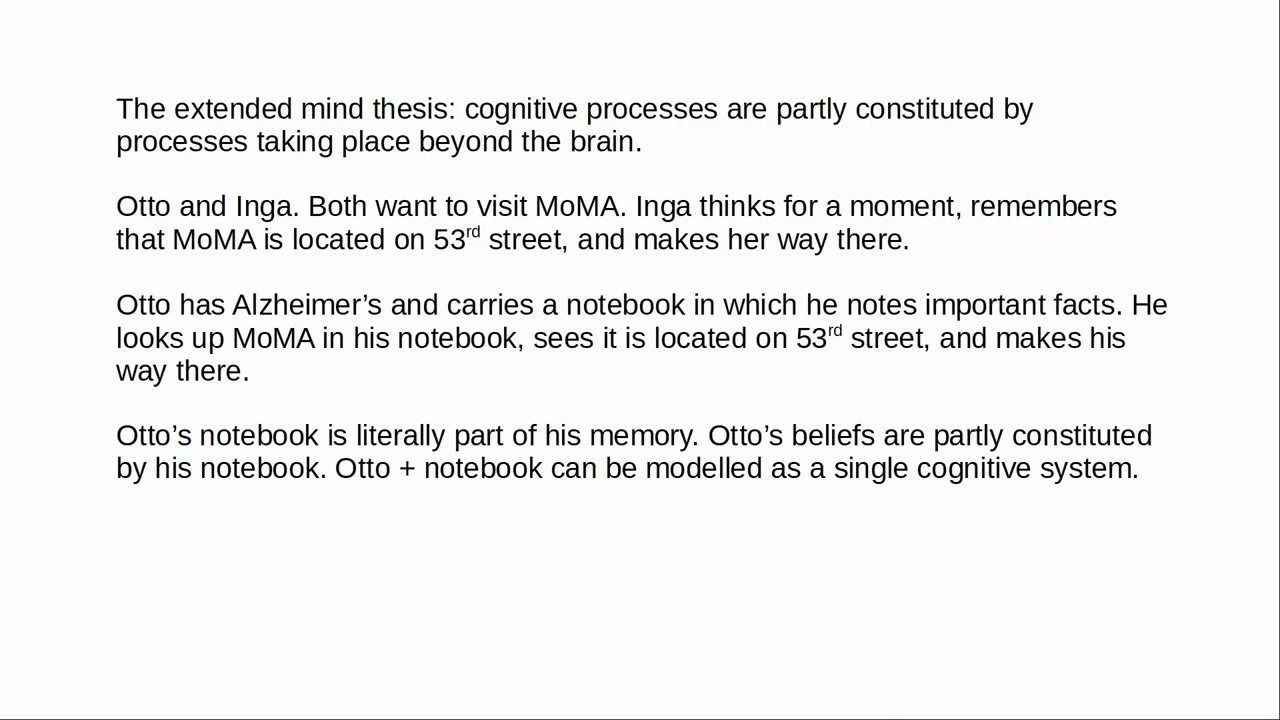 The extended mind thesis: cognitive processes are partly constituted by
processes taking place beyond the brain.
Otto and Inga. Both want to visit MoMA. Inga thinks for a moment, remembers
that MoMA is located on 53rd street, and makes her way there.
Otto has Alzheimer’s and carries a notebook in which he notes important facts. He
looks up MoMA in his notebook, sees it is located on 53rd street, and makes his
way there.
Otto’s notebook is literally part of his memory. Otto’s beliefs are partly constituted
by his notebook. Otto + notebook can be modelled as a single cognitive system.